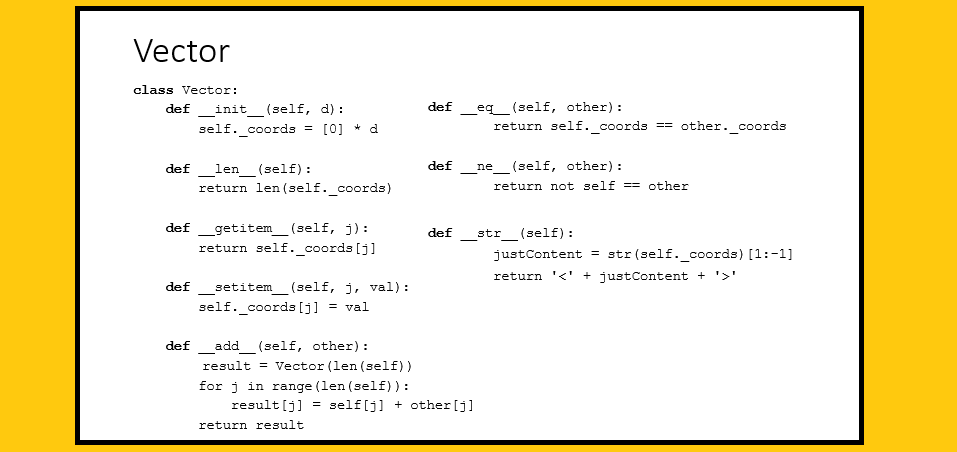 Vector
class Vector:
    def __init__(self, d):
        self._coords = [0] * d
    def __len__(self):
        return len(self._coords)
    def __getitem__(self, j):
        return self._coords[j]
    def __setitem__(self, j, val):
        self._coords[j] = val
    def __add__(self, other):
        result = Vector(len(self))
        for j in range(len(self)):
            result[j] = self[j] + other[j]
        return result
def __eq__(self, other):
        return self._coords == other._coords
def __ne__(self, other):
        return not self == other
def __str__(self):
        justContent = str(self._coords)[1:-1]
        return '<' + justContent + '>'